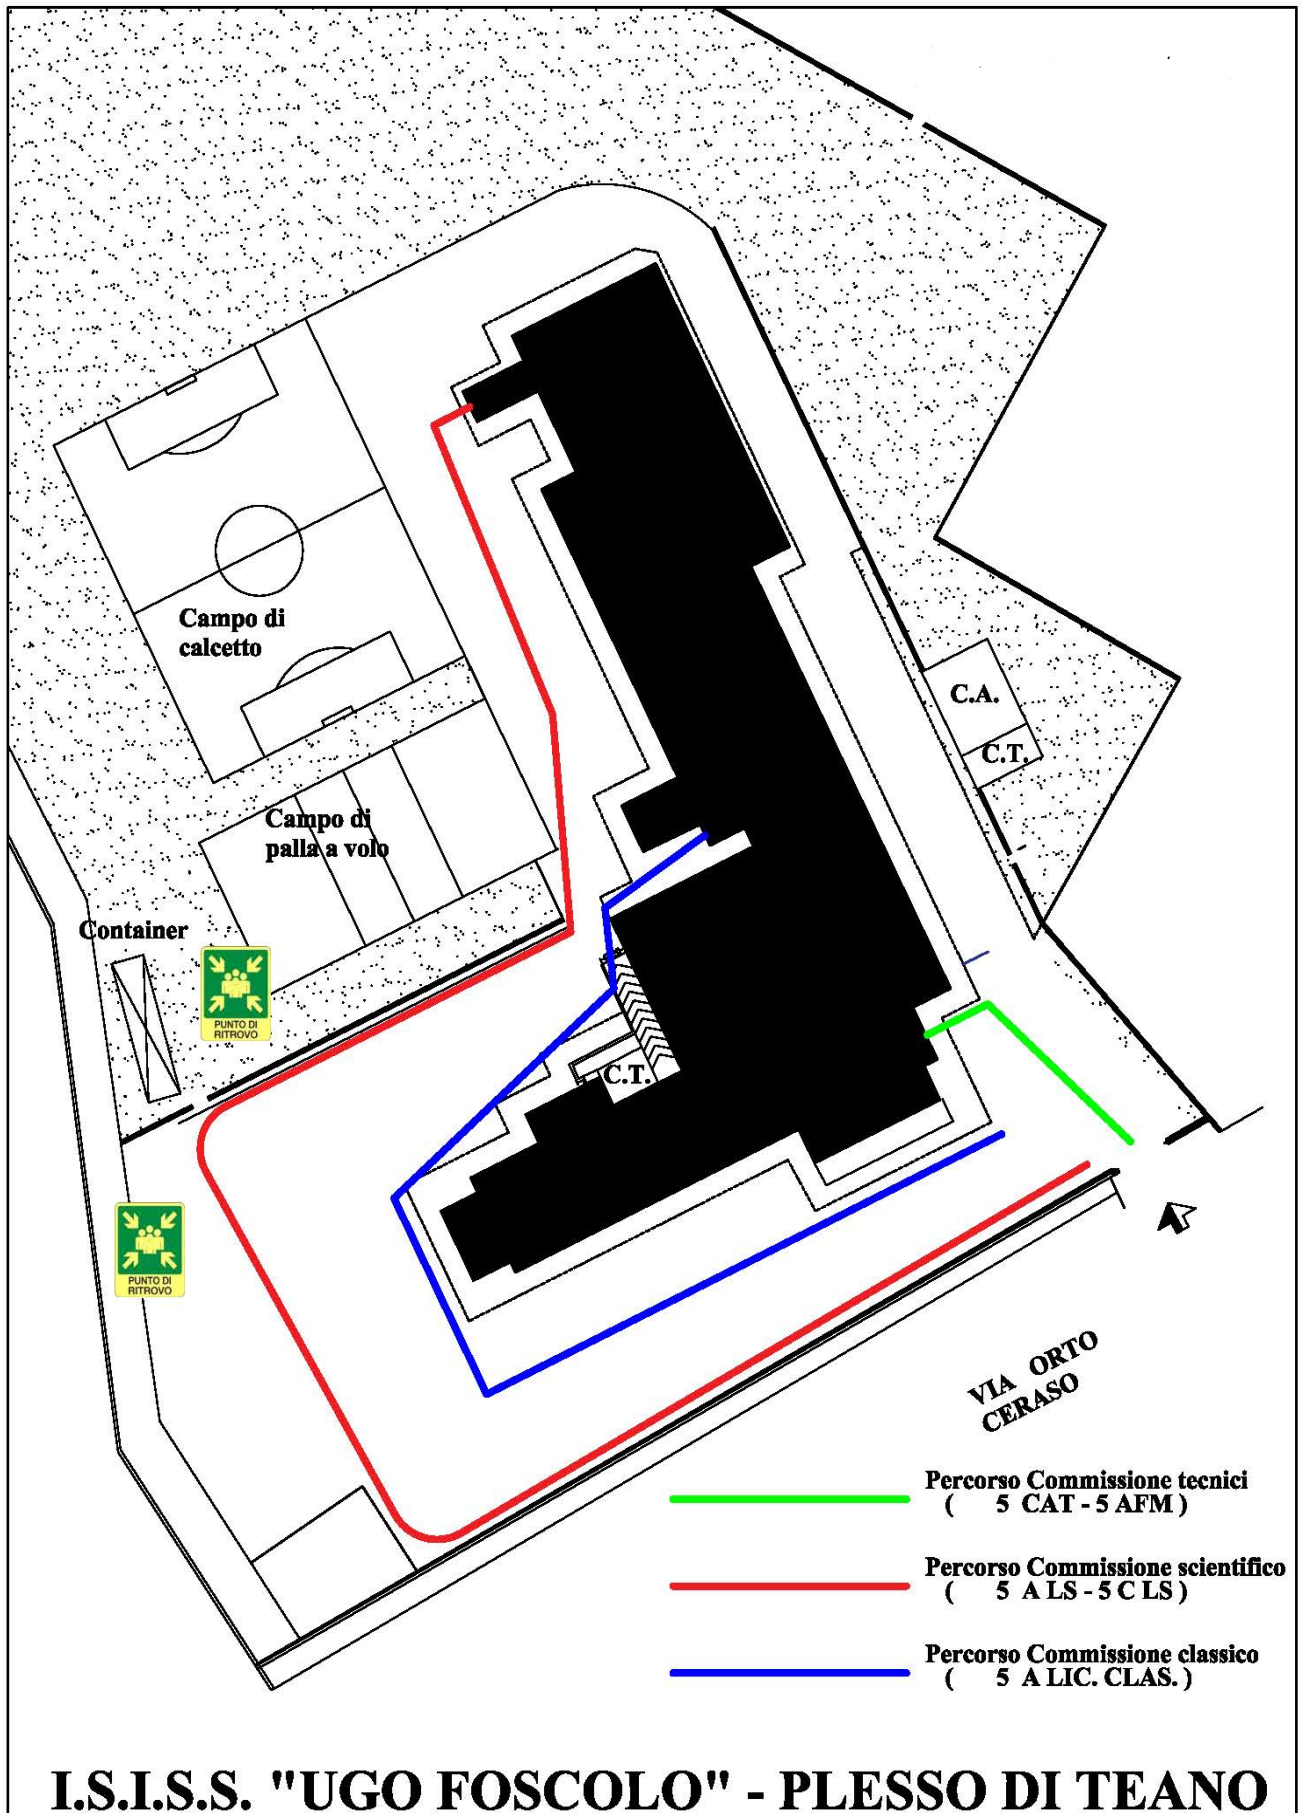 Campo di
calcetto
C.A.
C.T.
Campo di
palla a volo
Container
PUNTO DI
RITROVO
C.T.
PUNTO DI
RITROVO
VIA ORTO
CERASO
Percorso Commissione tecnici
( 5 CAT - 5 AFM )
Percorso Commissione scientifico
( 5 A LS - 5 C LS )
Percorso Commissione classico
( 5 A LIC. CLAS. )
I.S.I.S.S. "UGO FOSCOLO" - PLESSO DI TEANO